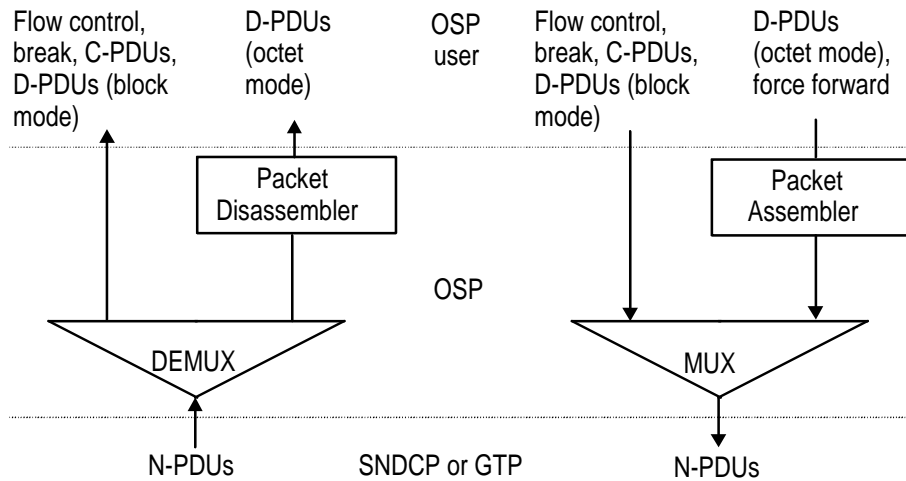 Flow control,
break, C-PDUs,
D-PDUs (block
mode)
D-PDUs
(octet
mode)
OSP
user
Flow control,
break, C-PDUs,
D-PDUs (block
mode)
D-PDUs
(octet mode),
force forward
Packet
Disassembler
Packet
Assembler
OSP
DEMUX
MUX
N-PDUs
SNDCP or GTP
N-PDUs